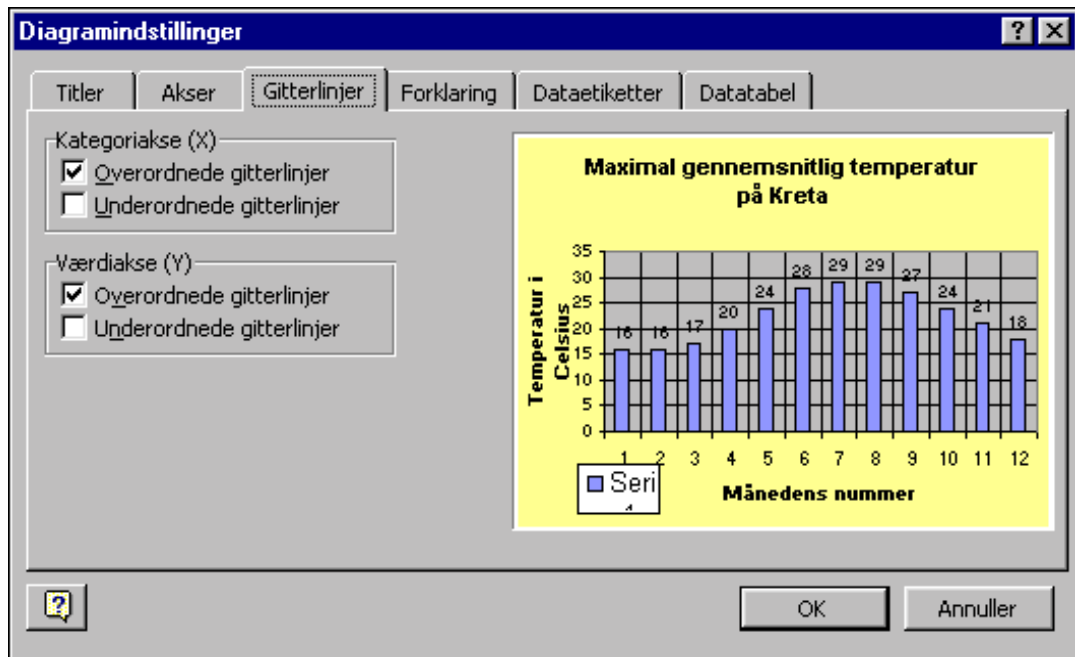 Diagramindstillinger
Titler Akser Gitterlinjer Forklaring Dataetiketter Datatabel
Kategoriakse (X)
Overordnede gitterlinjer
Underordnede gitterlinjer
Værdiakse (Y)
Overordnede gitterlinjer
Underordnede gitterlinjer
Maximal gennemsnitlig temperatur
på Kreta
Temperatur i
Celsius
35
30
25
20
15
10
5
0
16 16 17 20 24 28 29 29 27 24 21 18
1 2 3 4 5 6 7 8 9 10 11 12
Seri
Månedens nummer
OK Annuller